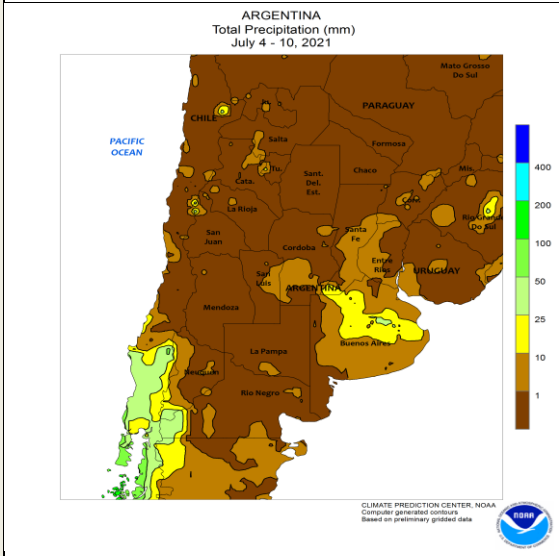 ARGENTINA
Total Precipitation (mm)
July 4 - 10, 2021
Mato Grosso
Do Sul
PARAGUAY
CHILE
Ju.
PACIFIC
OCEAN
Salta
Formosa
Tu.
Chaco
Mis.
Cata.
Sant.
Del.
Est.
Corr.
La Rioja
Rio Grande
Do Sul
San
Juan
Santa
Fe
Cordoba
Entre
Rios
URUGUAY
San
Luis
ARGENTINA
Mendoza
Buenos Aires
La Pampa
Neuquen
Rio Negro
400
200
100
50
25
10
1
CLIMATE PREDICTION CENTER, NOAA
Computer generated contours
Based on preliminary gridded data
NOAA